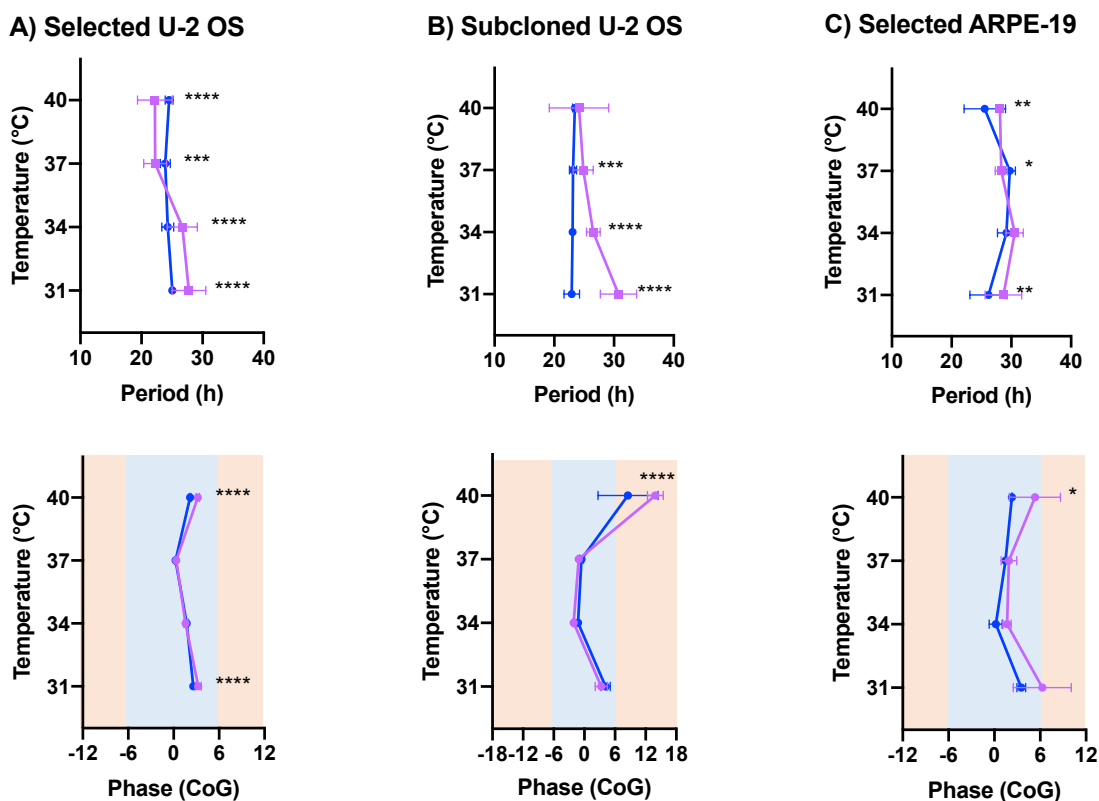 A) Selected U-2 OS
B) Subcloned U-2 OS
C) Selected ARPE-19
Temperature (°C)
40
37
34
31
****
***
****
****
10 20 30 40
Period (h)
Temperature (°C)
40
37
34
31
***
****
****
10 20 30 40
Period (h)
Temperature (°C)
40
37
34
31
**
*
**
10 20 30 40
Period (h)
Temperature (°C)
40
37
34
31
****
****
-12 -6 0 6 12
Phase (CoG)
Temperature (°C)
40
37
34
31
****
-18 -12 -6 0 6 12 18
Phase (CoG)
Temperature (°C)
40
37
34
31
*
-12 -6 0 6 12
Phase (CoG)